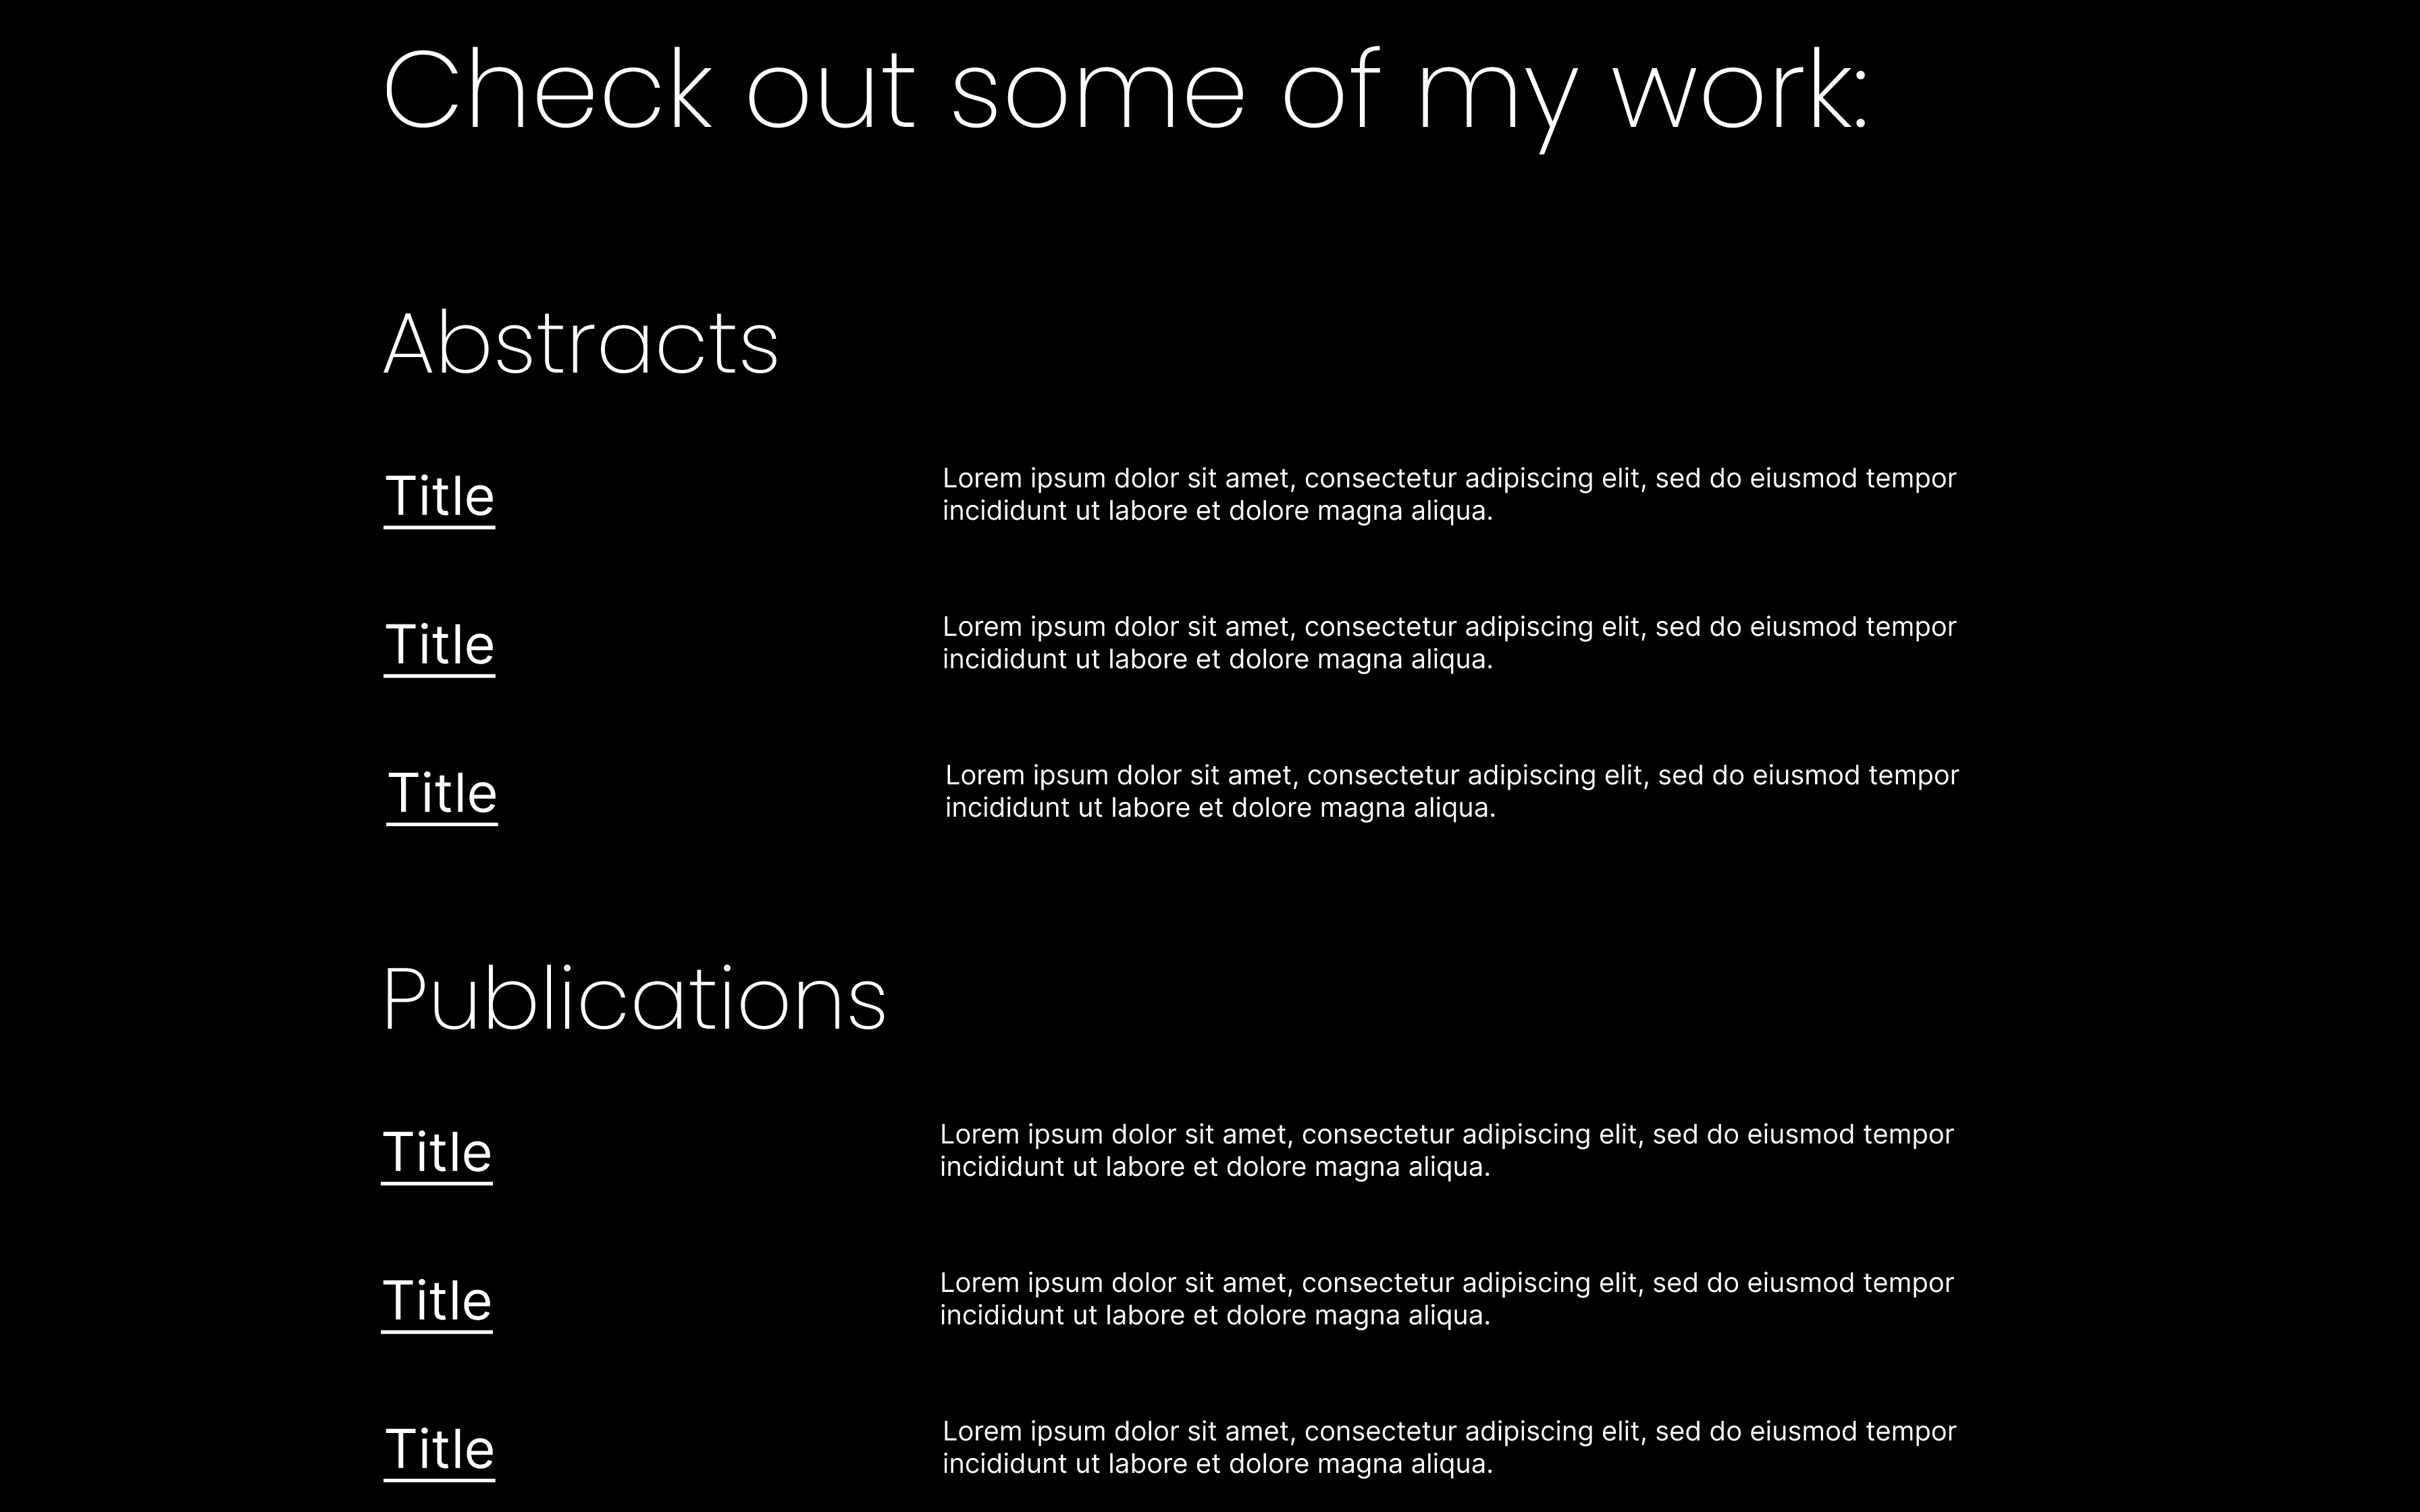 Check out some of my work:
Abstracts
Title
Lorem ipsum dolor sit amet, consectetur adipiscing elit, sed do eiusmod tempor
incididunt ut labore et dolore magna aliqua.
Title
Lorem ipsum dolor sit amet, consectetur adipiscing elit, sed do eiusmod tempor
incididunt ut labore et dolore magna aliqua.
Title
Lorem ipsum dolor sit amet, consectetur adipiscing elit, sed do eiusmod tempor
incididunt ut labore et dolore magna aliqua.
Publications
Title
Lorem ipsum dolor sit amet, consectetur adipiscing elit, sed do eiusmod tempor
incididunt ut labore et dolore magna aliqua.
Title
Lorem ipsum dolor sit amet, consectetur adipiscing elit, sed do eiusmod tempor
incididunt ut labore et dolore magna aliqua.
Title
Lorem ipsum dolor sit amet, consectetur adipiscing elit, sed do eiusmod tempor
incididunt ut labore et dolore magna aliqua.